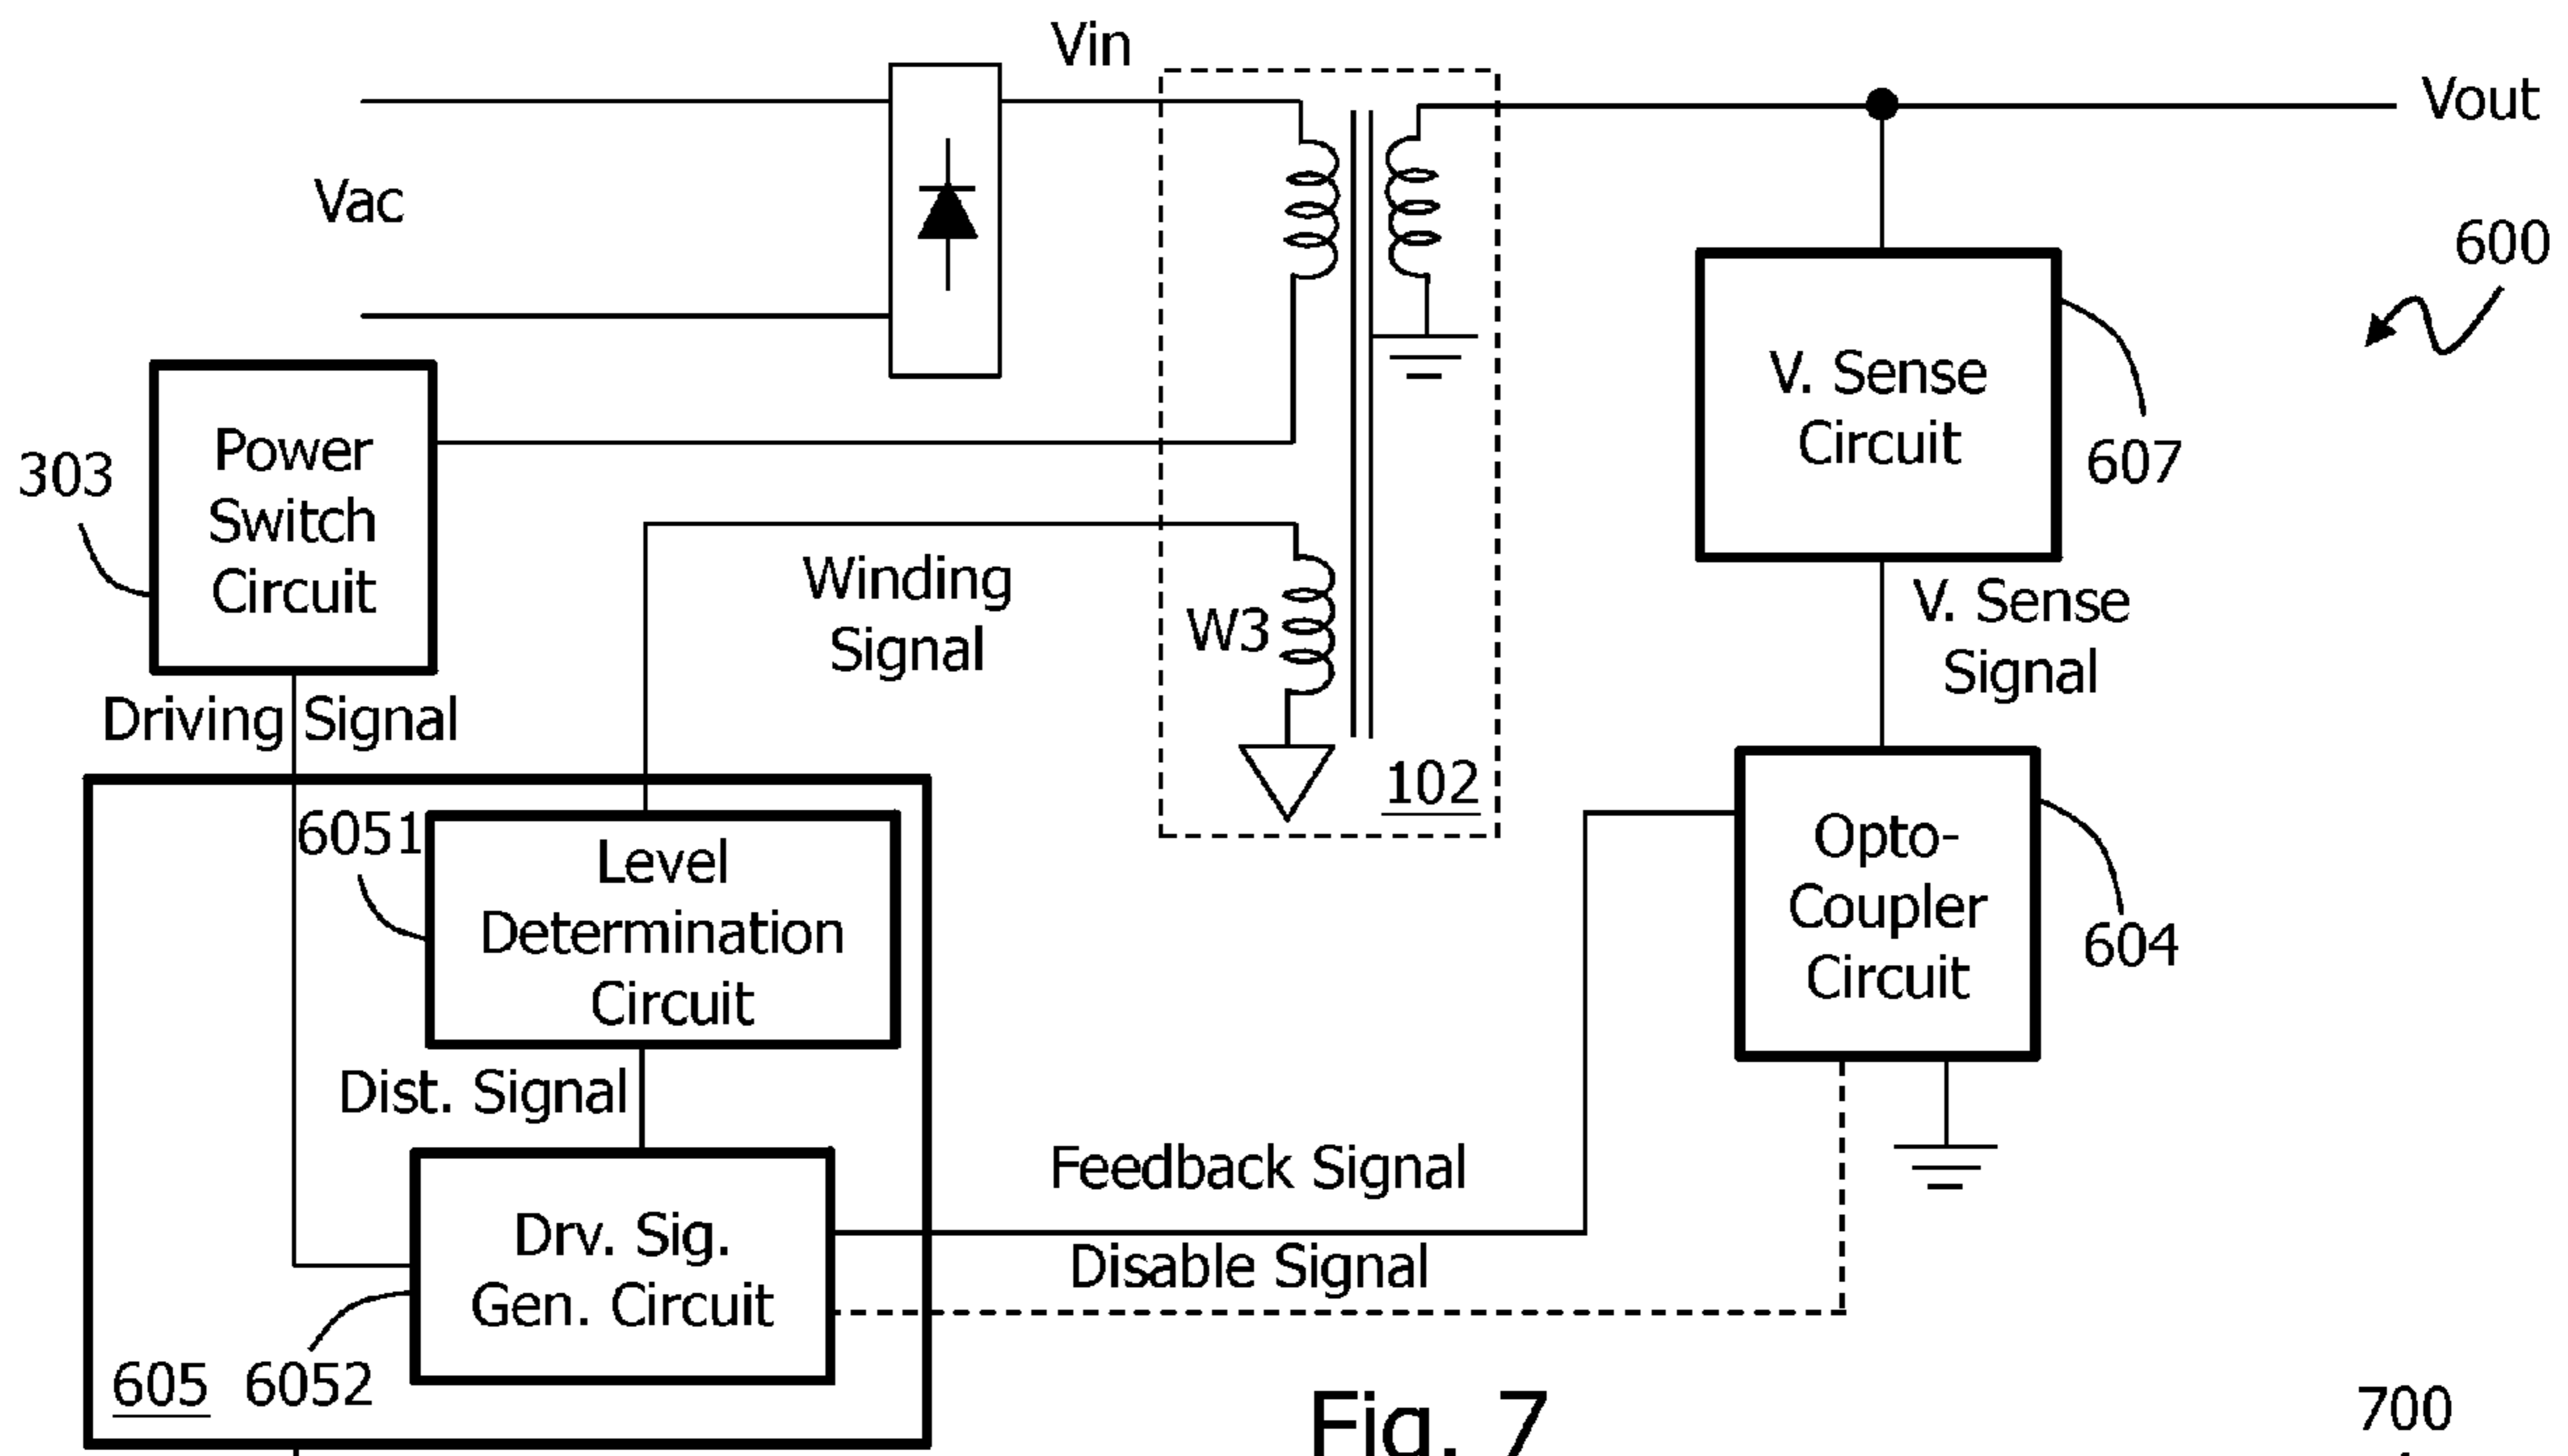 Vin
Vout
Vac
600
V. Sense
Circuit
607
303
Power
Switch
Circuit
Winding
Signal
W3
V. Sense
Signal
Driving Signal
102
6051
Level
Determination
Circuit
Opto-
Coupler
Circuit
604
Dist. Signal
Feedback Signal
Drv. Sig.
Gen. Circuit
Disable Signal
605
6052
Fig. 7
700